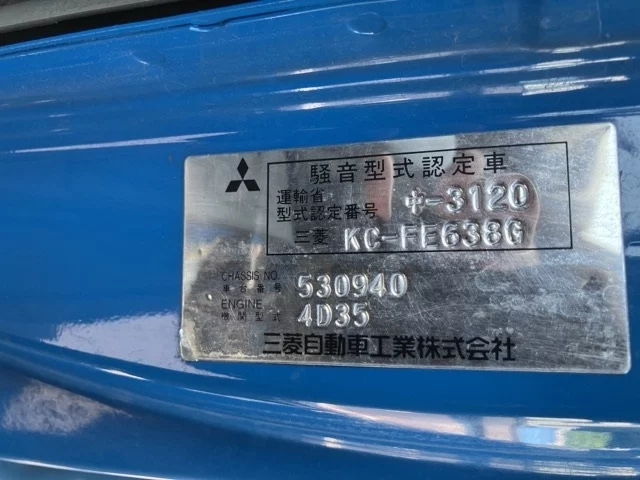 騒音型式認定車
運輸省
型式認定番号 中-3120
三菱 KC-FE638G
CHASSIS NO.
車台番号 530940
ENGINE
機関型式 4D35
三菱自動車工業株式会社